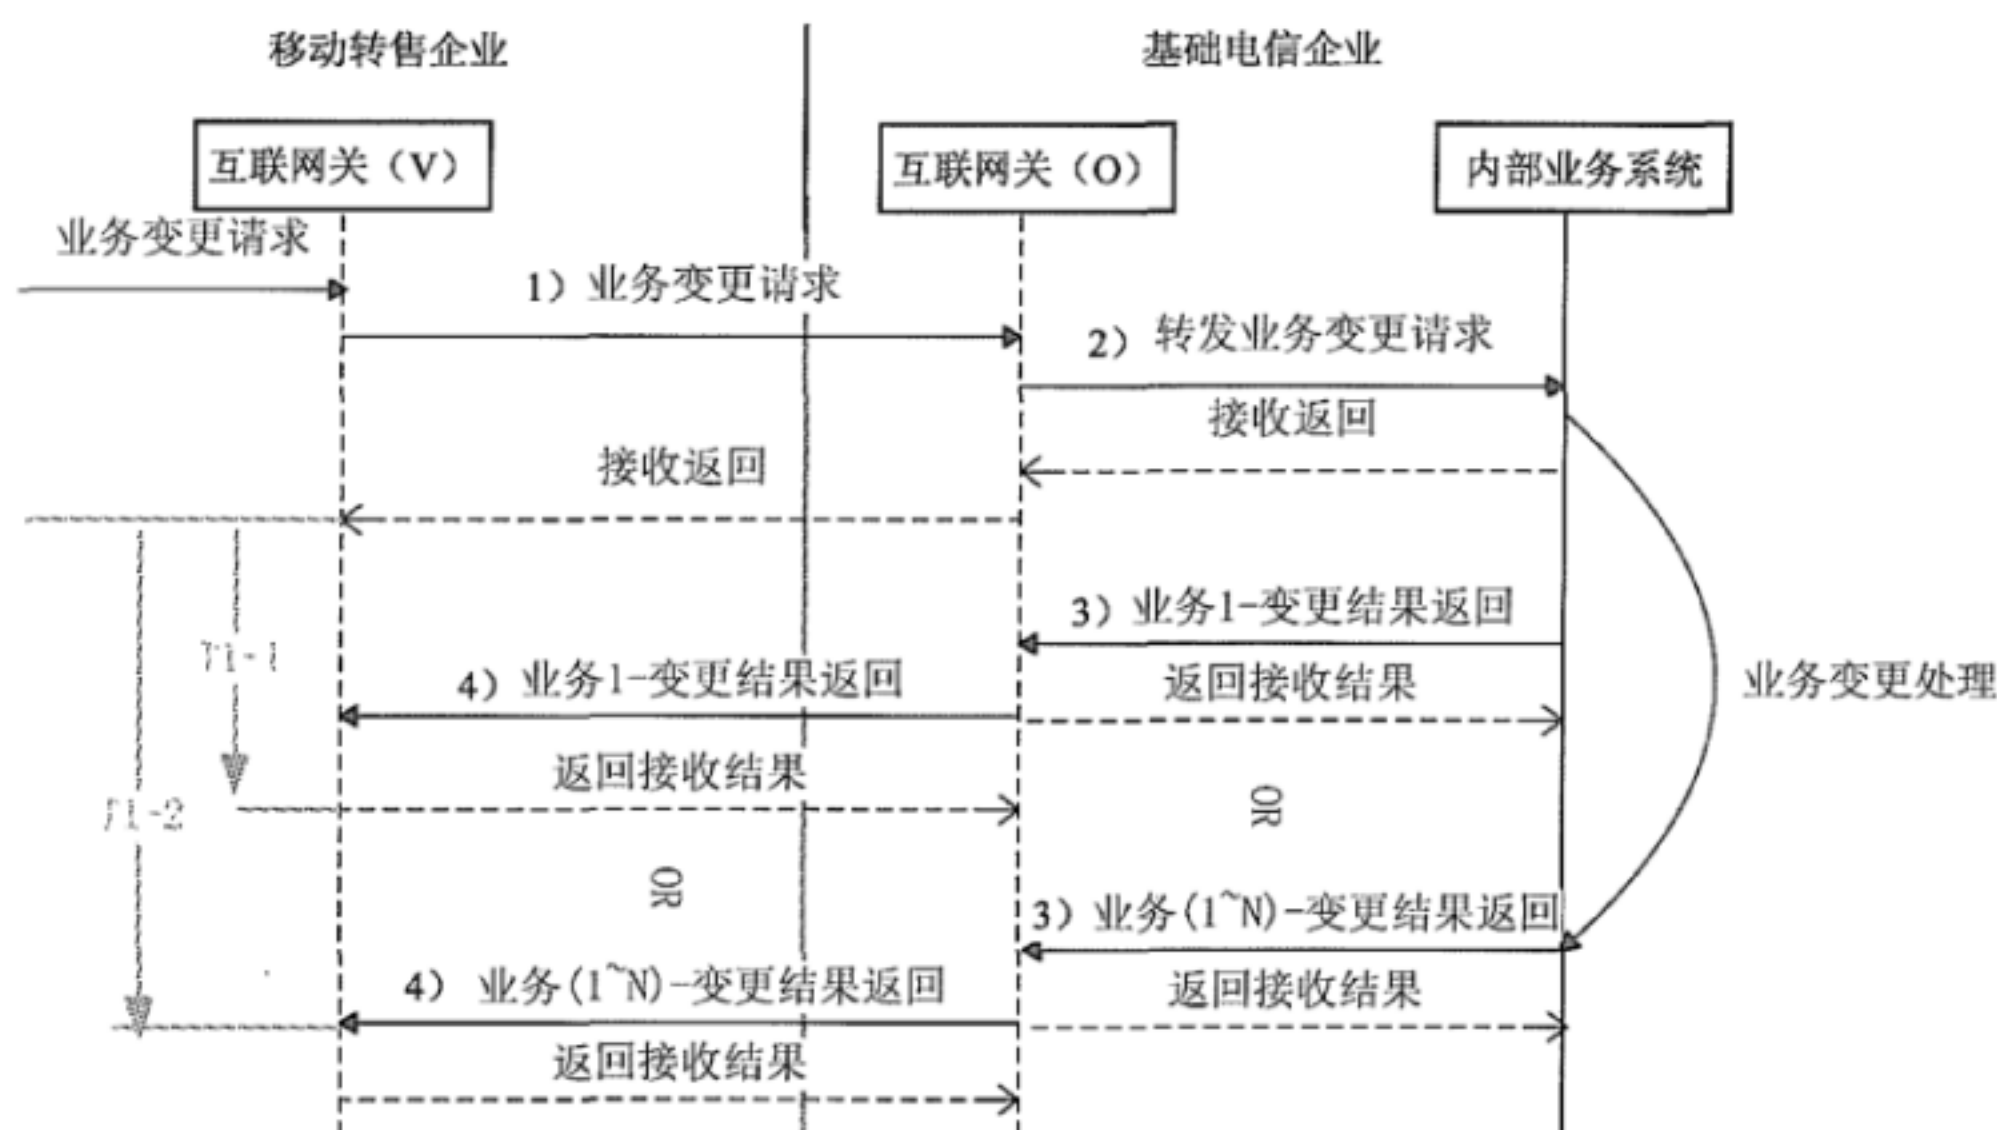 移动转售企业
基础电信企业
互联网关（V）
互联网关（O）
内部业务系统
业务变更请求
1）业务变更请求
2）转发业务变更请求
接收返回
接收返回
3）业务1-变更结果返回
T1-1
4）业务1-变更结果返回
返回接收结果
业务变更处理
返回接收结果
T1-2
OR
OR
3）业务(1~N)-变更结果返回
4）业务(1~N)-变更结果返回
返回接收结果
返回接收结果